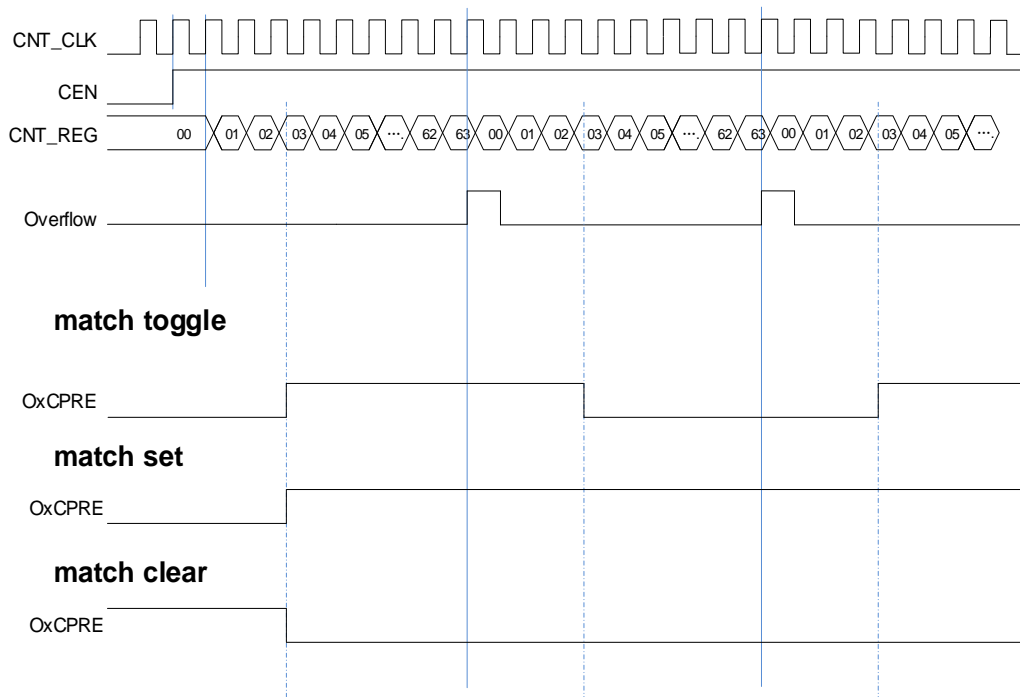 CNT_CLK
CEN
CNT_REG 00 01 02 03 04 05 ... . 62 63 00 01 02 03 04 05 ... . 62 63 00 01 02 03 04 05 ... .
Overflow
match toggle
OxCPRE
match set
OxCPRE
match clear
OxCPRE